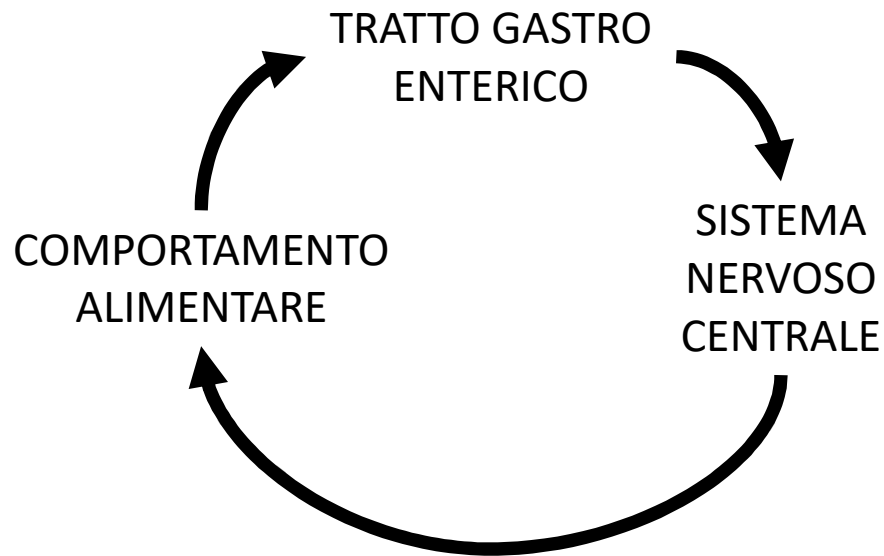 TRATTO GASTRO
ENTERICO
SISTEMA
NERVOSO
CENTRALE
COMPORTAMENTO
ALIMENTARE